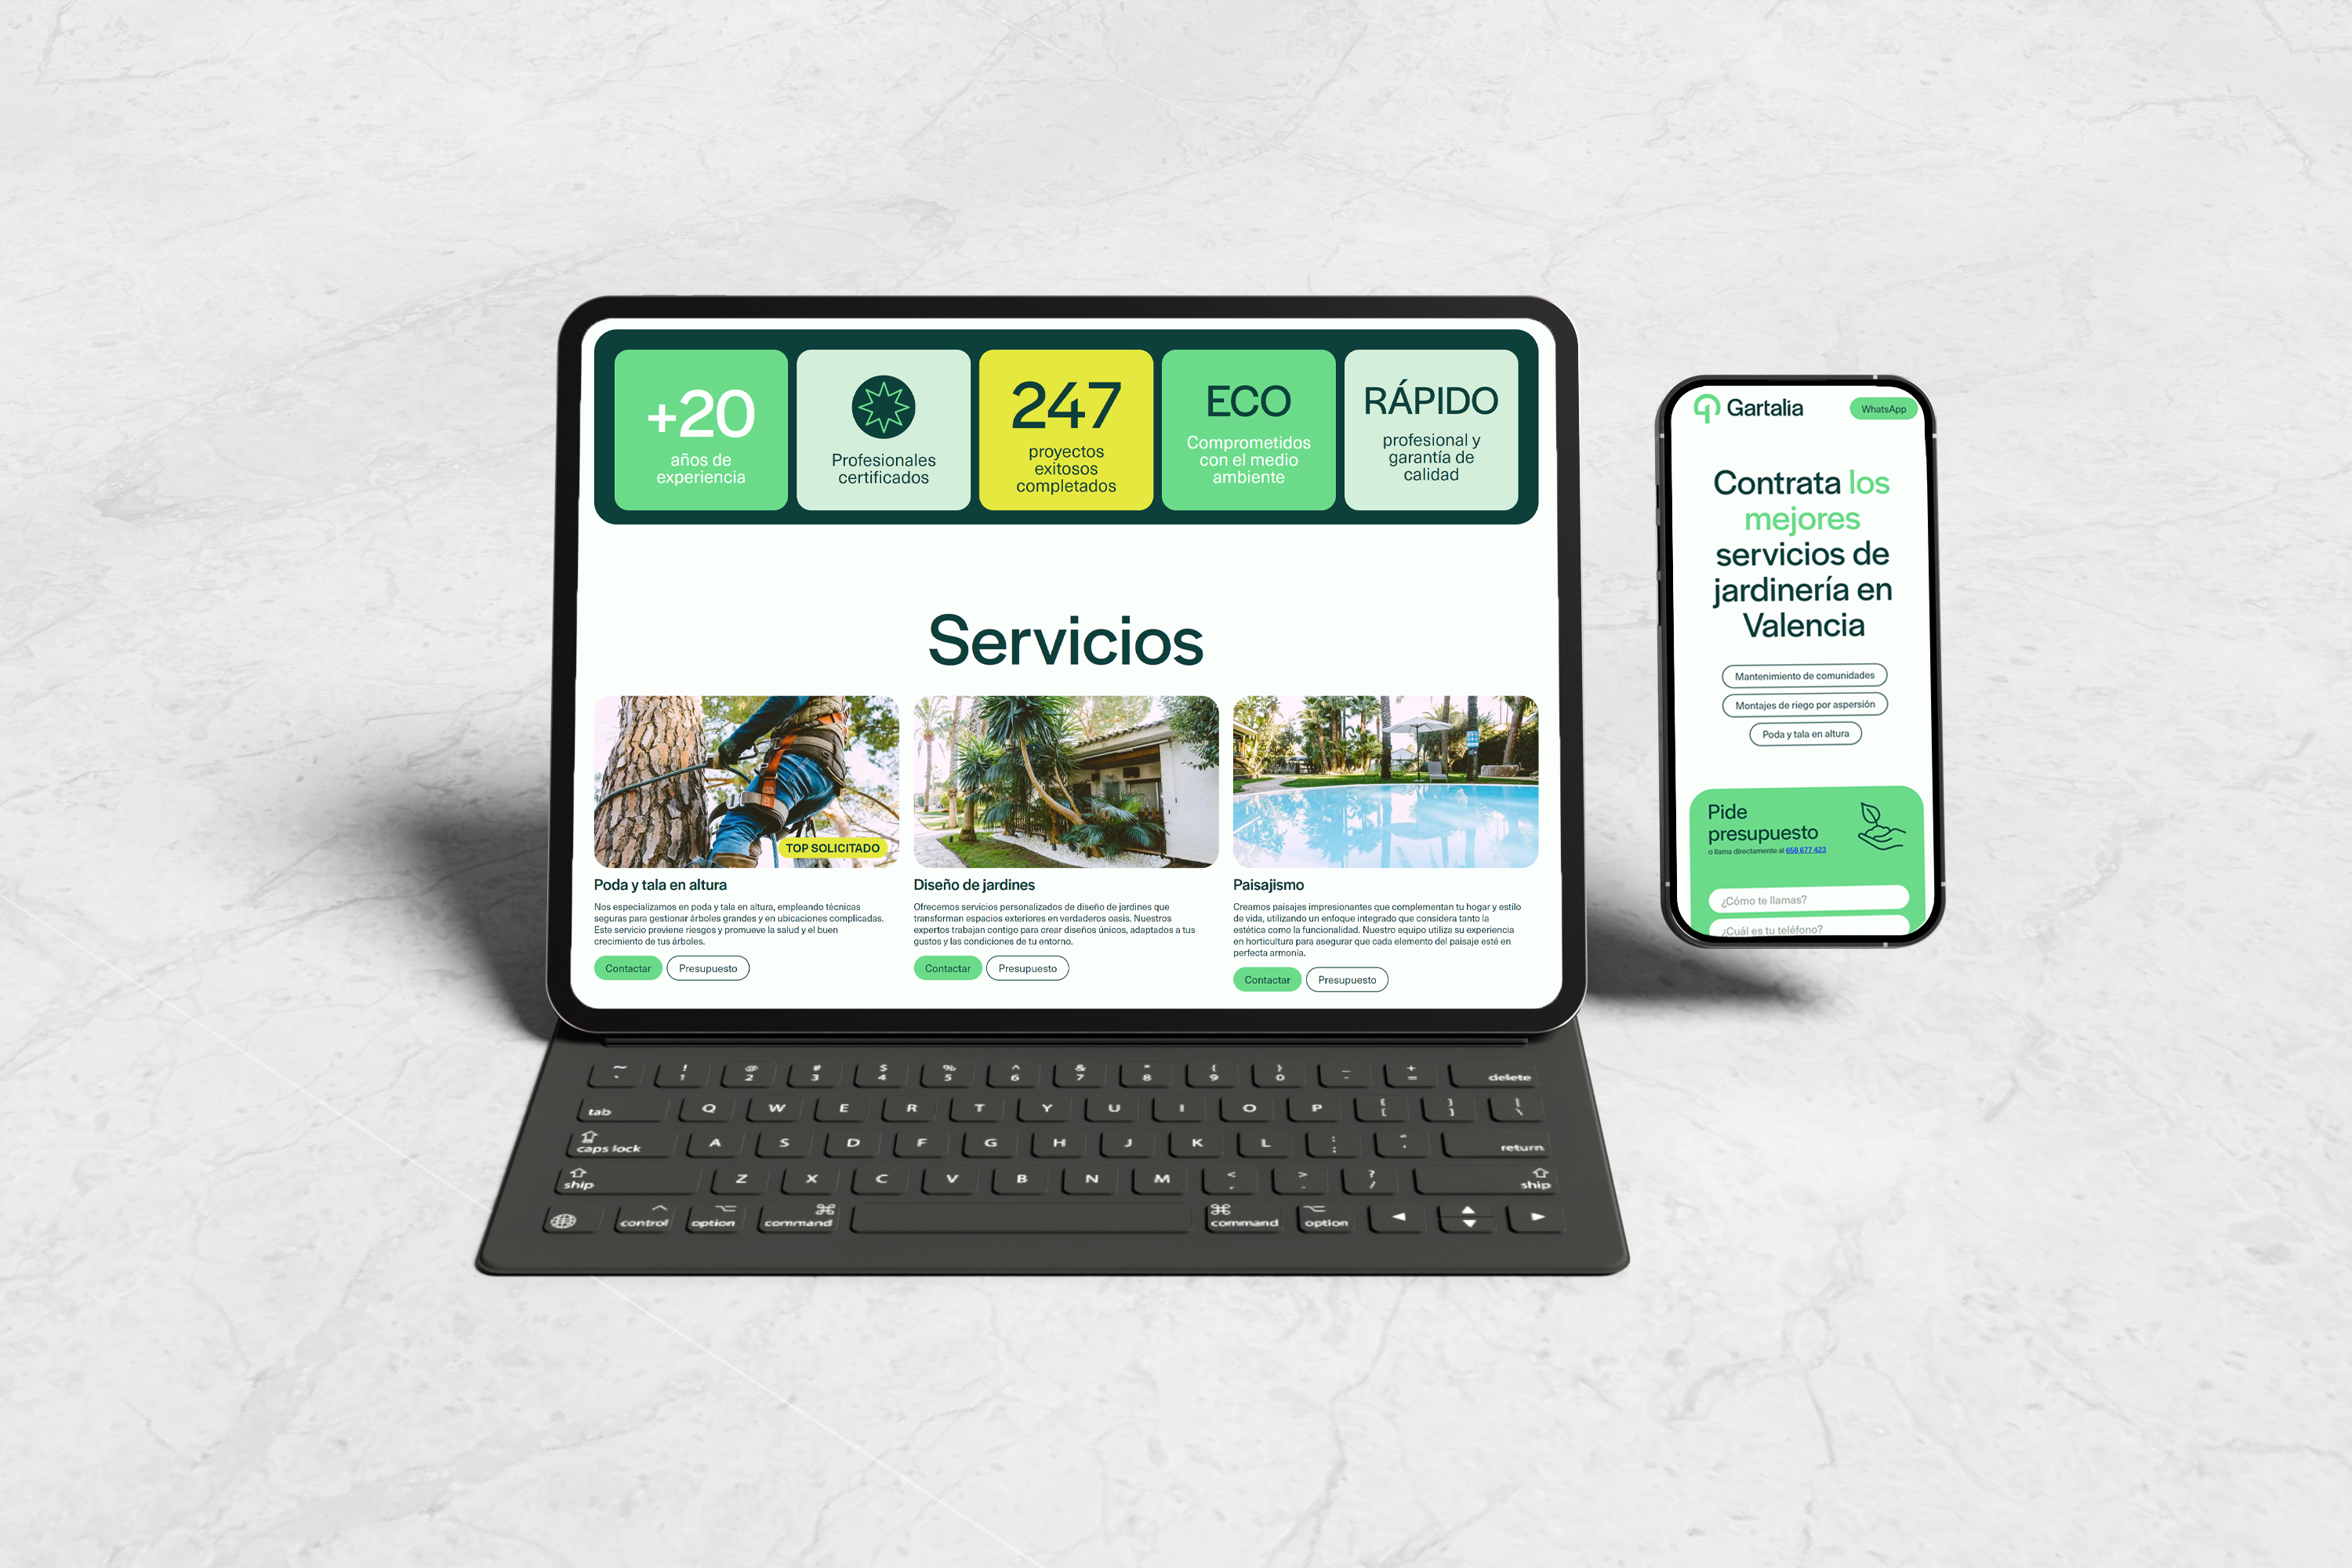 +20
años de
experiencia
Profesionales
certificados
247
proyectos
exitosos
completados
ECO
Comprometidos
con el medio
ambiente
RÁPIDO
profesional y
garantía de
calidad
Servicios
TOP SOLICITADO
Poda y tala en altura
Nos especializamos en poda y tala en altura, empleando técnicas
seguras para gestionar árboles grandes y en ubicaciones complicadas.
Este servicio previene riesgos y promueve la salud y el buen
crecimiento de tus árboles.
Contactar
Presupuesto
Diseño de jardines
Ofrecemos servicios personalizados de diseño de jardines que
transforman espacios exteriores en verdaderos oasis. Nuestros
expertos trabajan contigo para crear diseños únicos, adaptados a tus
gustos y las condiciones de tu entorno.
Contactar
Presupuesto
Paisajismo
Creamos paisajes impresionantes que complementan tu hogar y estilo
de vida, utilizando un enfoque integrado que considera tanto la
estética como la funcionalidad. Nuestro equipo utiliza su experiencia
en horticultura para asegurar que cada elemento del paisaje esté en
perfecta armonía.
Contactar
Presupuesto
Gartalia
WhatsApp
Contrata los
mejores
servicios de
jardinería en
Valencia
Mantenimiento de comunidades
Montajes de riego por aspersión
Poda y tala en altura
Pide
presupuesto
o llama directamente al 658 677 423
¿Cómo te llamas?
¿Cuál es tu teléfono?
~ ! @ # $ % ^ & * ( ) _ +
` 1 2 3 4 5 6 7 8 9 0 - = delete
tab Q W E R T Y U I O P { [ } ] | \
caps lock A S D F G H J K L : ; " ' return
ship Z X C V B N M < , > . ? / ship
control option command command option